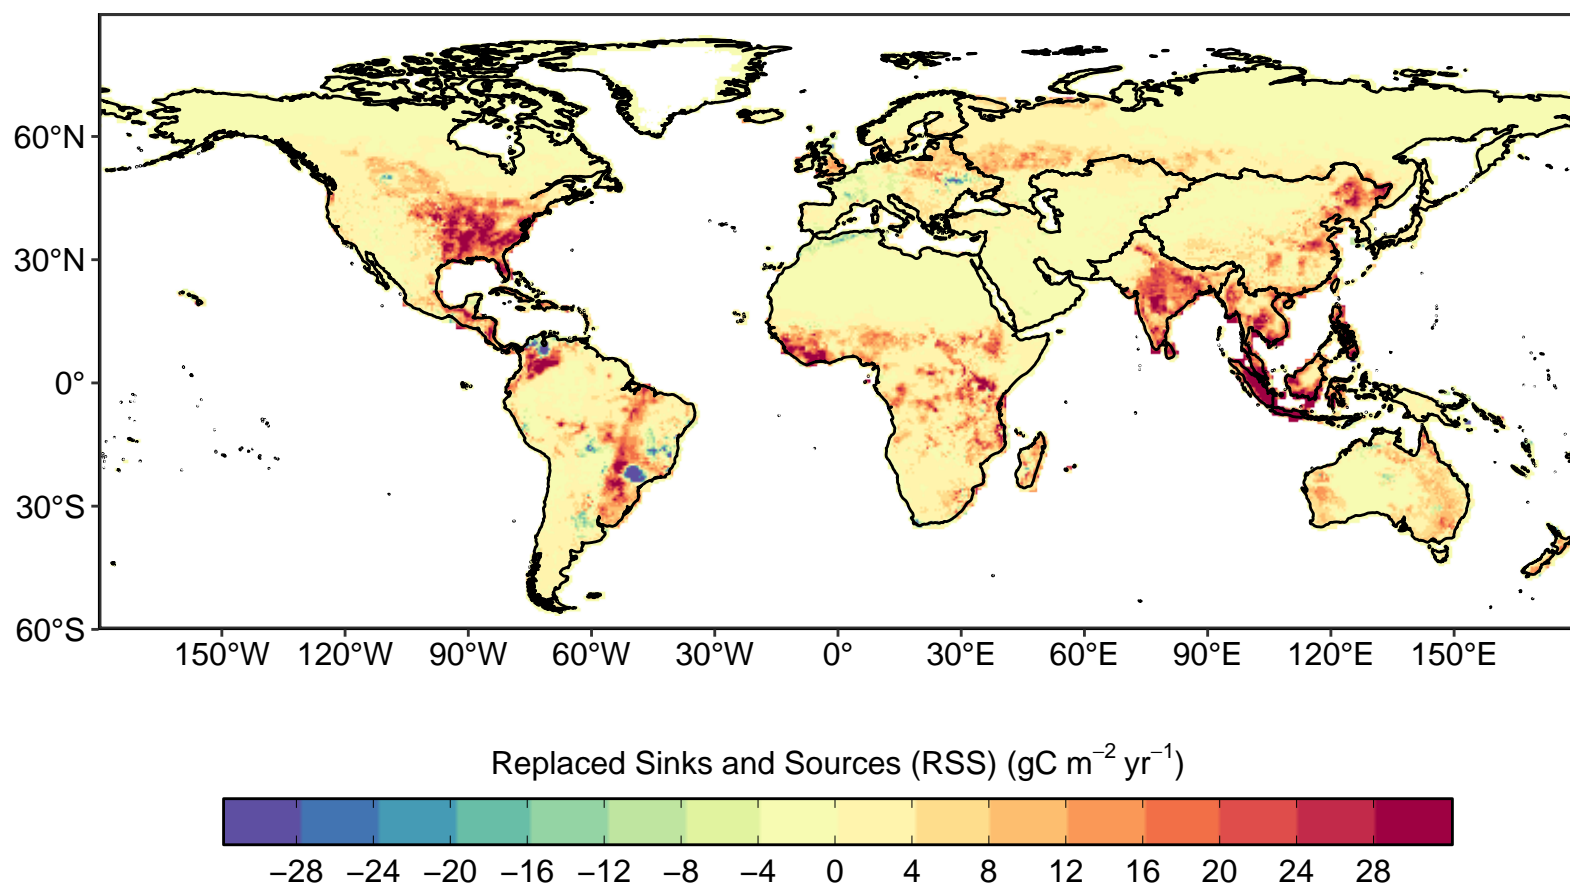 60°N
30°N
0°
30°S
60°S
150°W 120°W 90°W 60°W 30°W 0° 30°E 60°E 90°E 120°E 150°E
Replaced Sinks and Sources (RSS) (gC m⁻² yr⁻¹)
−28 −24 −20 −16 −12 −8 −4 0 4 8 12 16 20 24 28